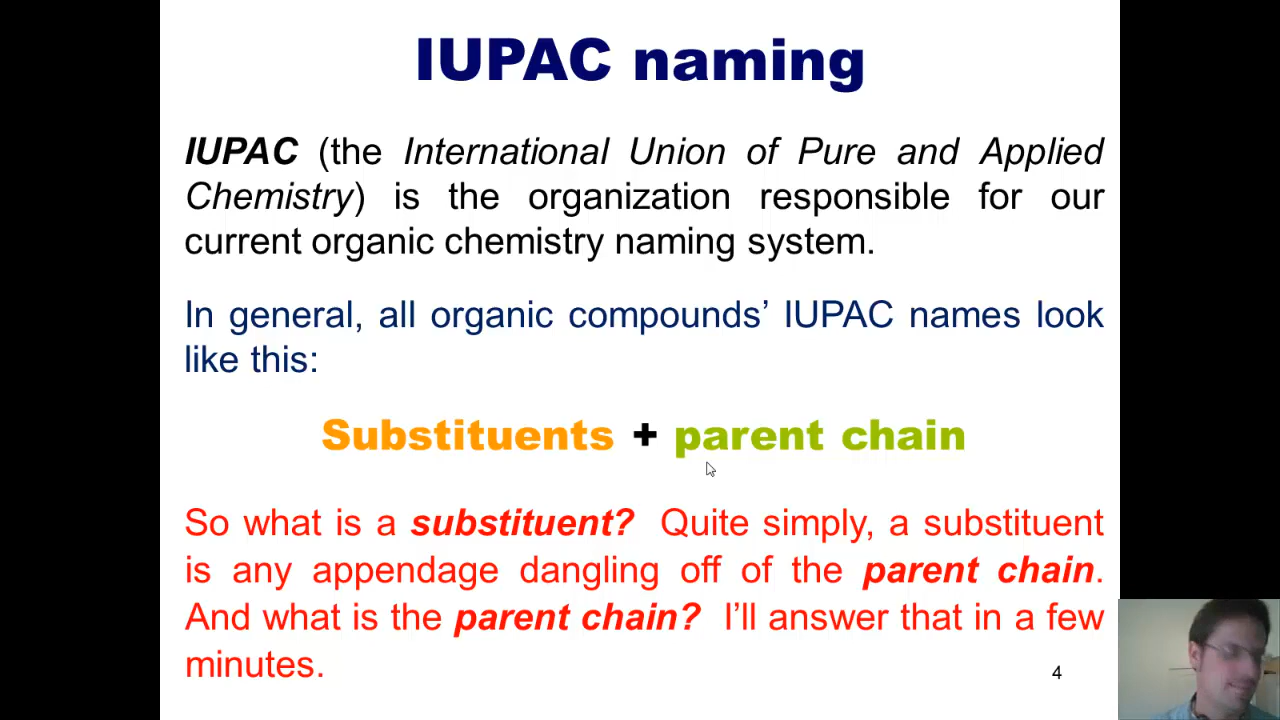 IUPAC naming
IUPAC (the International Union of Pure and Applied
Chemistry) is the organization responsible for our
current organic chemistry naming system.
In general, all organic compounds’ IUPAC names look
like this:
Substituents + parent chain
So what is a substituent? Quite simply, a substituent
is any appendage dangling off of the parent chain.
And what is the parent chain? I’ll answer that in a few
minutes.
4